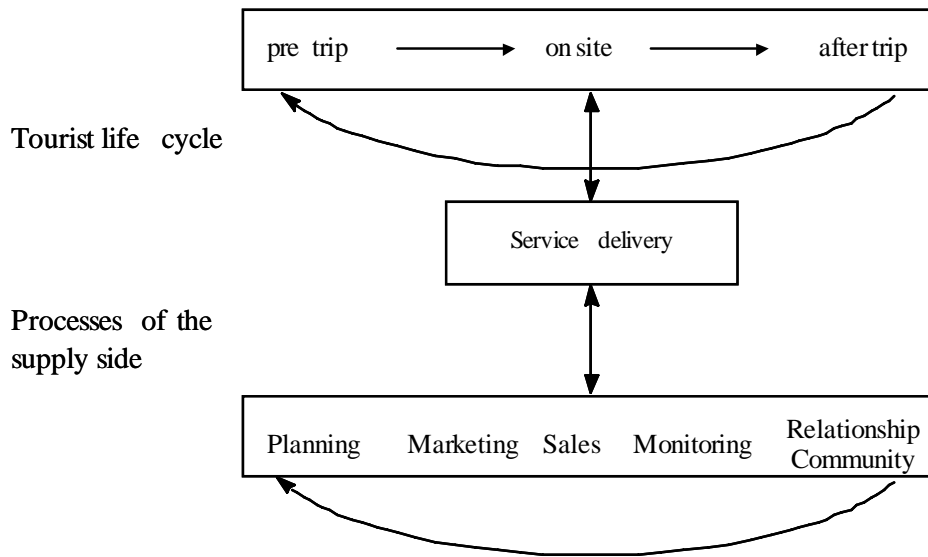 pre trip on site after trip
Tourist life cycle
Service delivery
Processes of the
supply side
Planning Marketing Sales Monitoring Relationship
Community